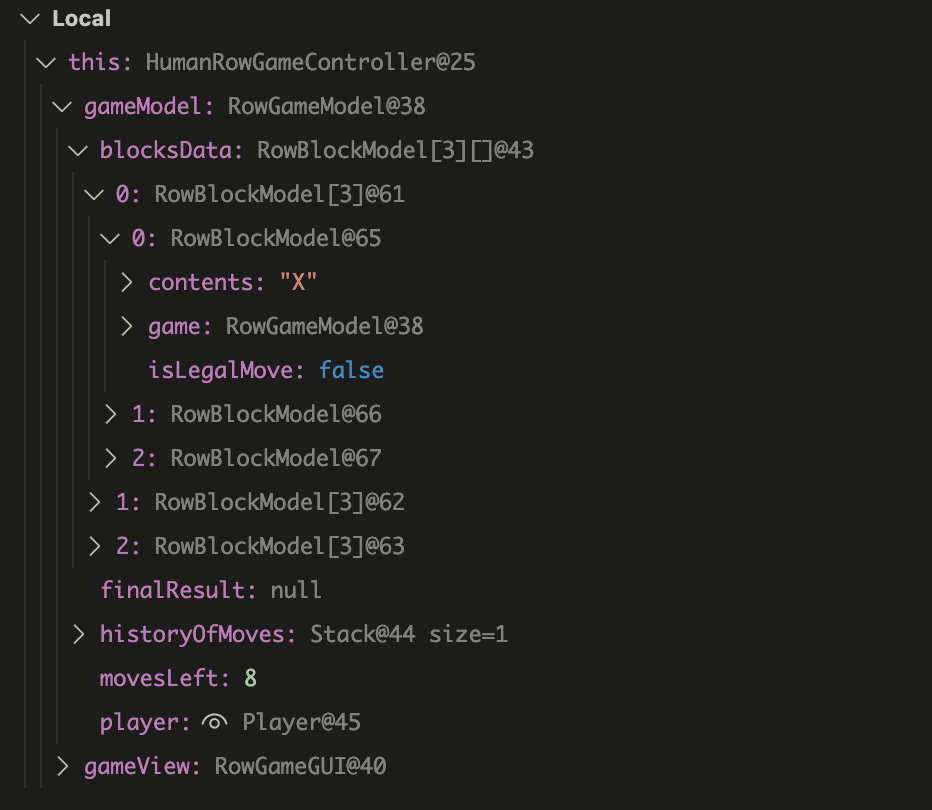 Local
this: HumanRowGameController@25
gameModel: RowGameModel@38
blocksData: RowBlockModel[3][]@43
0: RowBlockModel[3]@61
0: RowBlockModel@65
contents: "X"
game: RowGameModel@38
isLegalMove: false
1: RowBlockModel@66
2: RowBlockModel@67
1: RowBlockModel[3]@62
2: RowBlockModel[3]@63
finalResult: null
historyOfMoves: Stack@44 size=1
movesLeft: 8
player: Player@45
gameView: RowGameGUI@40